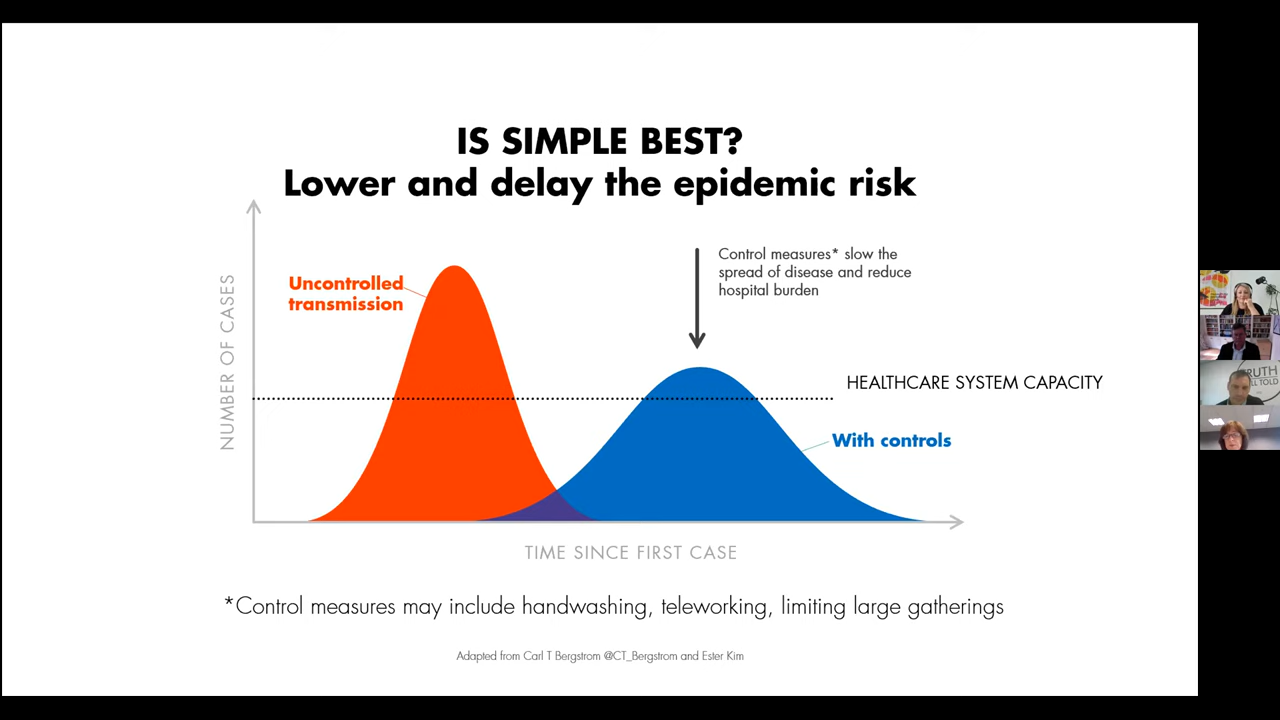 IS SIMPLE BEST?
Lower and delay the epidemic risk
Control measures* slow the
spread of disease and reduce
hospital burden
Uncontrolled
transmission
NUMBER OF CASES
HEALTHCARE SYSTEM CAPACITY
With controls
TIME SINCE FIRST CASE
*Control measures may include handwashing, teleworking, limiting large gatherings
Adapted from Carl T Bergstrom @CT_Bergstrom and Ester Kim